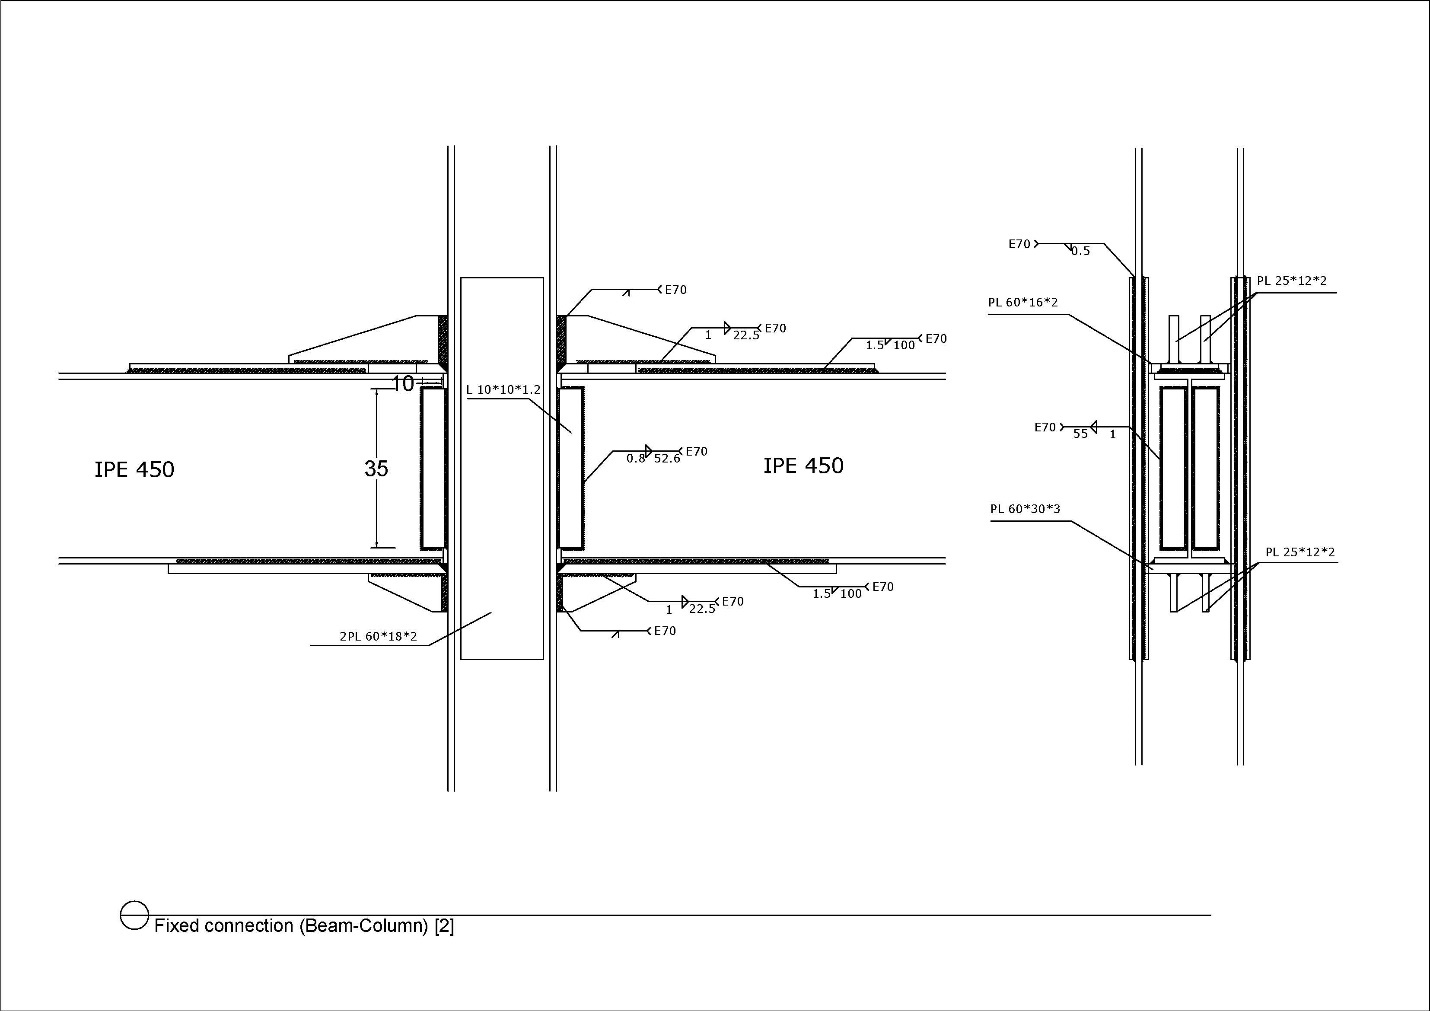 E70
0.5
PL 25*12*2
E70
PL 60*16*2
1 22.5 E70
1.5 100 E70
10
L 10*10*1.2
E70
55 1
0.8 52.6 E70
IPE 450
35
IPE 450
PL 60*30*3
PL 25*12*2
1.5 100 E70
1 22.5 E70
E70
2PL 60*18*2
Fixed connection (Beam-Column) [2]